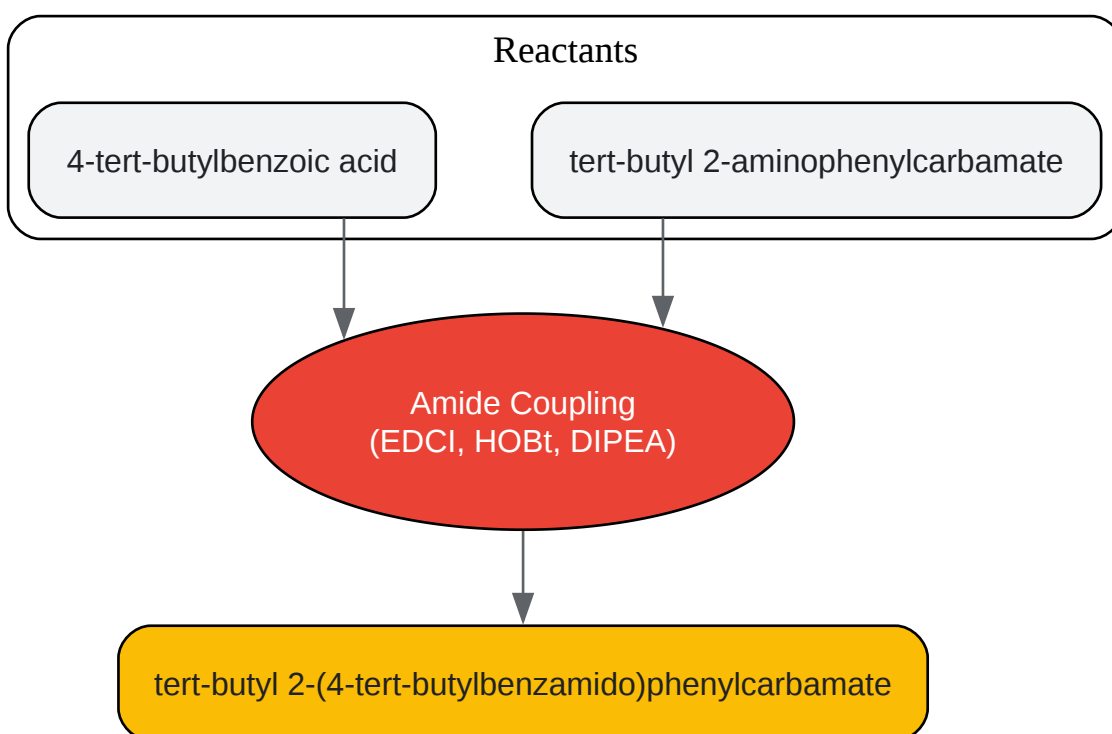 Reactants
4-tert-butylbenzoic acid
tert-butyl 2-aminophenylcarbamate
Amide Coupling
(EDCI, HOBt, DIPEA)
tert-butyl 2-(4-tert-butylbenzamido)phenylcarbamate